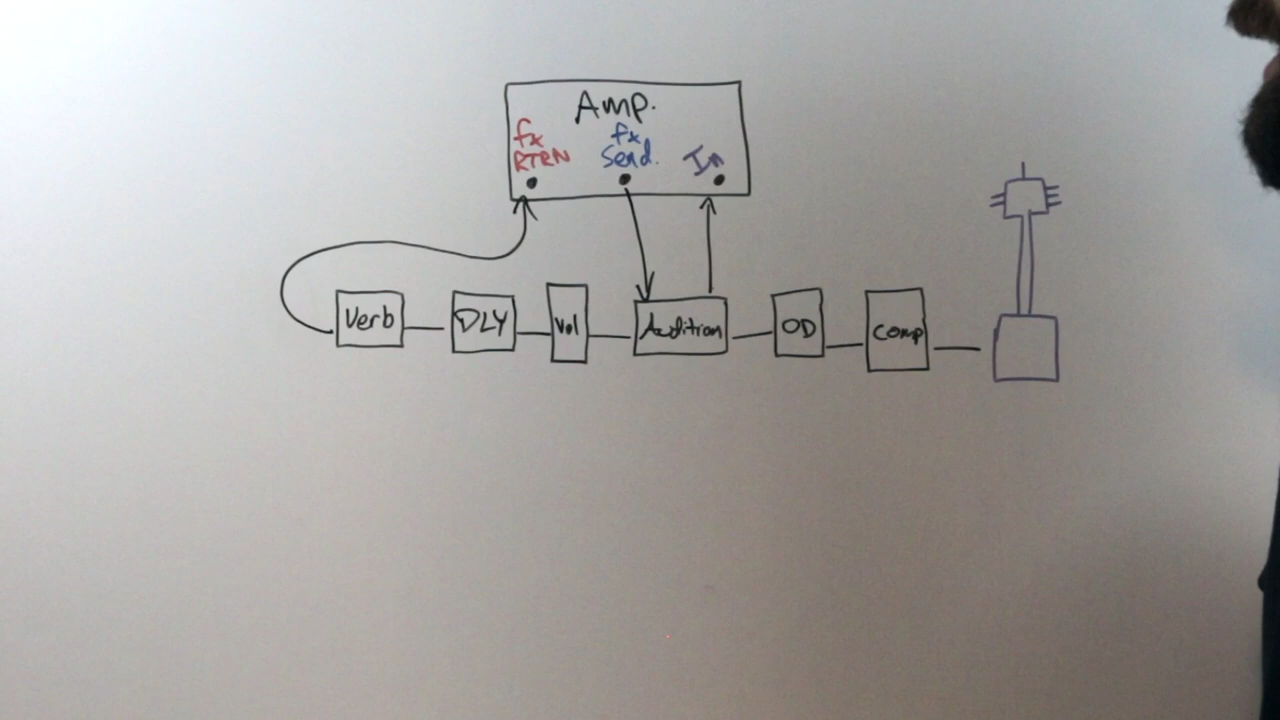 Amp.
fx
RTRN
fx
Send.
In
Verb
DLY
Vol
Audition
OD
Comp